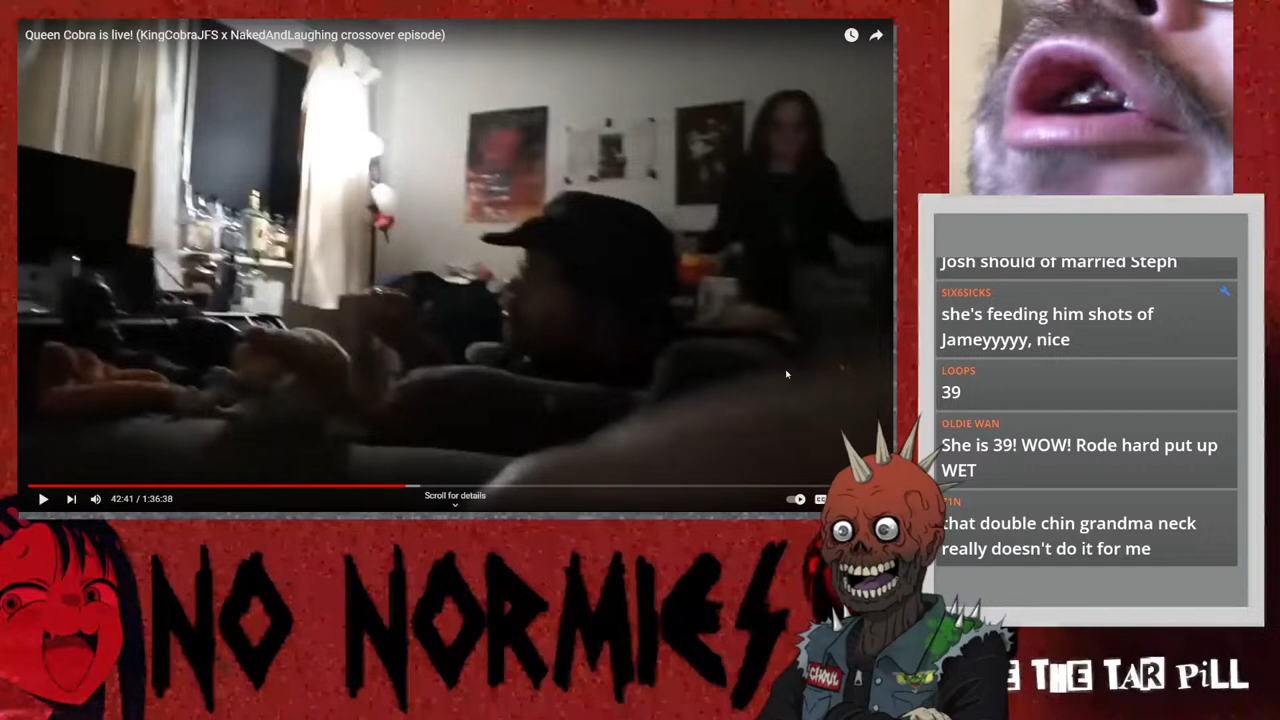 Queen Cobra is live! (KingCobraJFS x NakedAndLaughing crossover episode)
42:41 / 1:36:38
Scroll for details
Josh should of married Steph
SIX6SICKS
she's feeding him shots of
Jameyyyyy, nice
LOOPS
39
OLDIE WAN
She is 39! WOW! Rode hard put up
WET
that double chin grandma neck
really doesn't do it for me
NO NORMIES
GHOUL
THE TAR PiLL